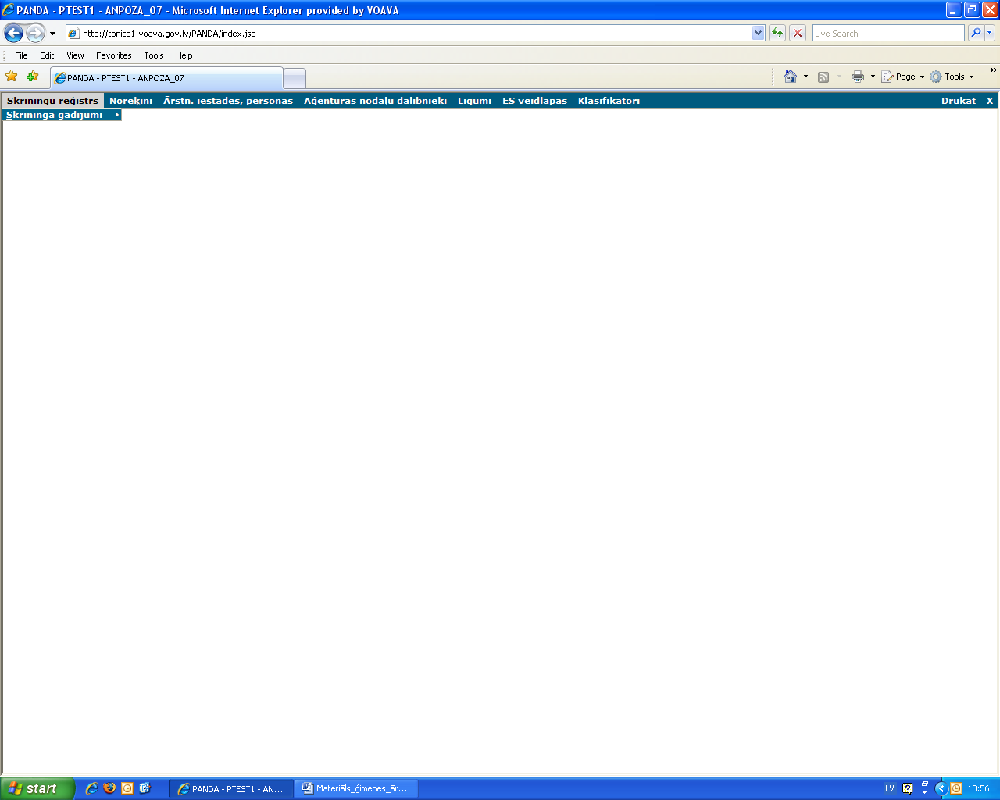 PANDA - PTEST1 - ANPOZA_07 - Microsoft Internet Explorer provided by VOAVA
http://tonico1.voava.gov.lv/PANDA/index.jsp
Live Search
File Edit View Favorites Tools Help
PANDA - PTEST1 - ANPOZA_07
Page Tools
Skrīningu reģistrs Norēķini Ārstn. iestādes, personas Aģentūras nodaļu dalībnieki Līgumi ES veidlapas Klasifikatori Drukāt X
Skrīninga gadījumi
start PANDA - PTEST1 - AN... Materiāls_ģimenes_ār... LV 13:56